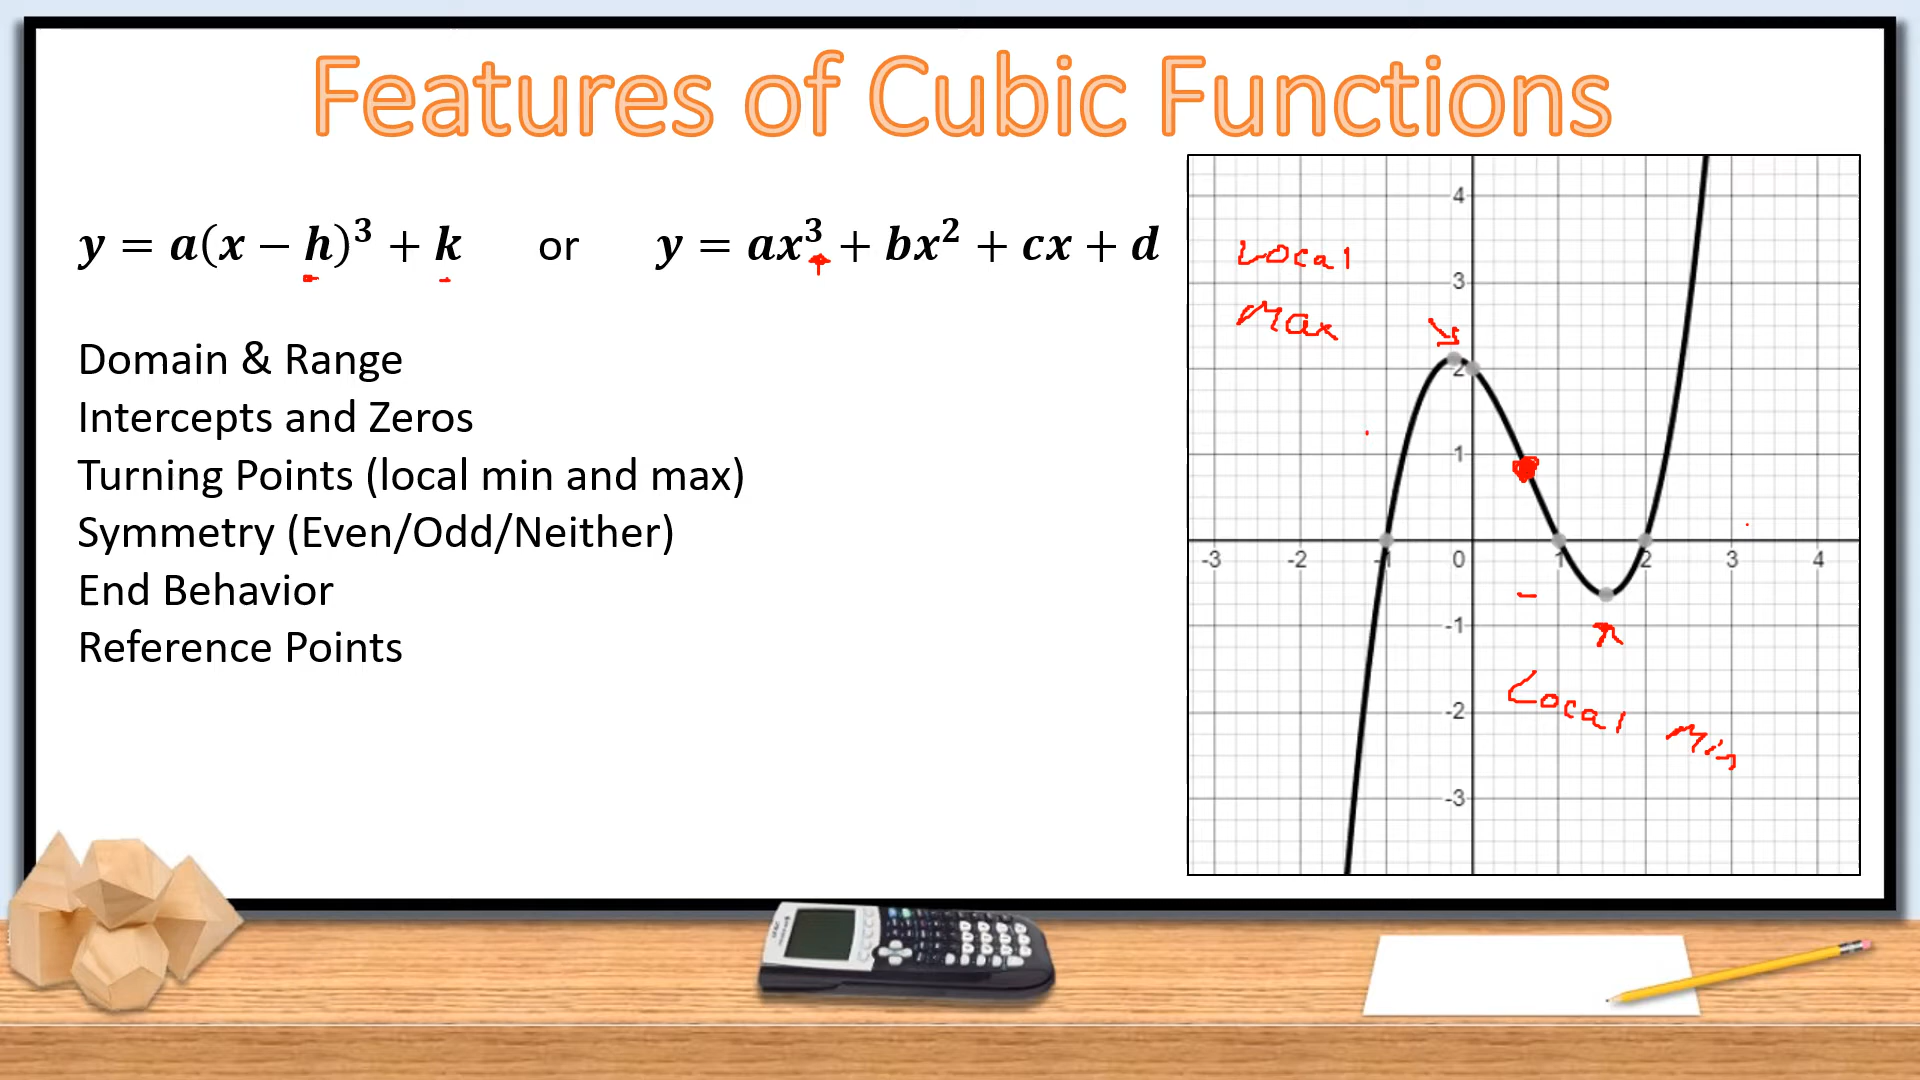 Features of Cubic Functions
y = a(x − h)³ + k or y = ax³ + bx² + cx + d
Domain & Range
Intercepts and Zeros
Turning Points (local min and max)
Symmetry (Even/Odd/Neither)
End Behavior
Reference Points
4
Local
3
Max
2
1
-3 -2 -1 0 1 2 3 4
-1
-2
Local Min
-3